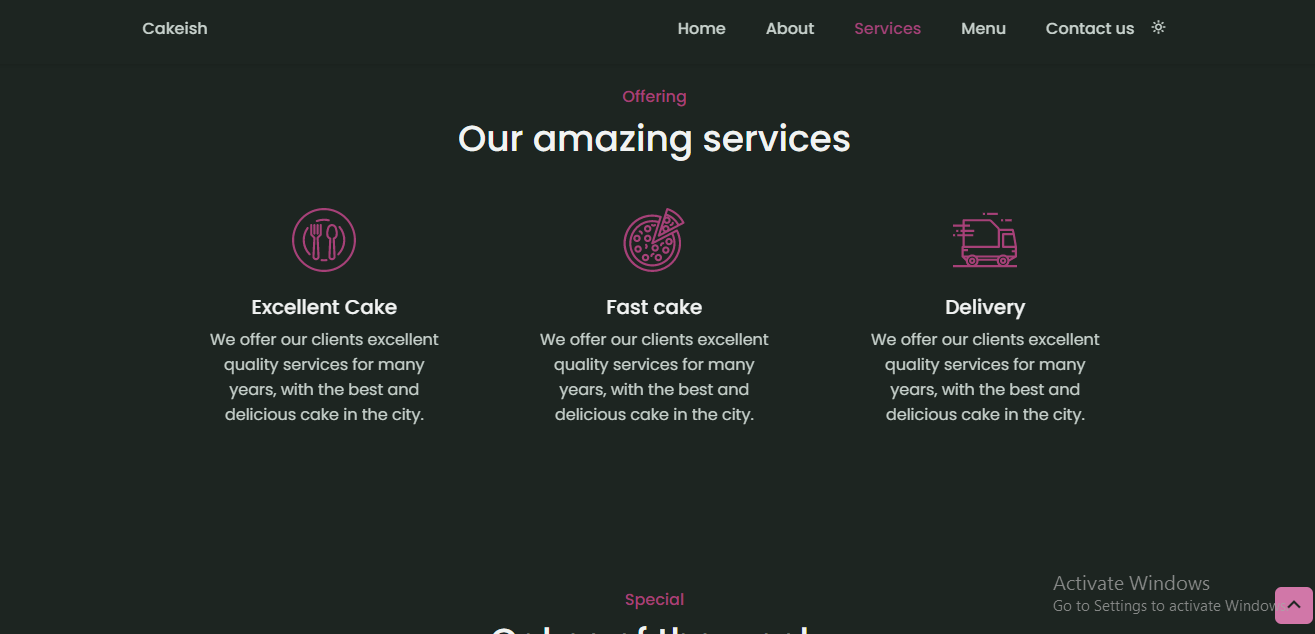 Cakeish Home About Services Menu Contact us
Offering
Our amazing services
Excellent Cake
We offer our clients excellent
quality services for many
years, with the best and
delicious cake in the city.
Fast cake
We offer our clients excellent
quality services for many
years, with the best and
delicious cake in the city.
Delivery
We offer our clients excellent
quality services for many
years, with the best and
delicious cake in the city.
Activate Windows
Go to Settings to activate Windows
Special